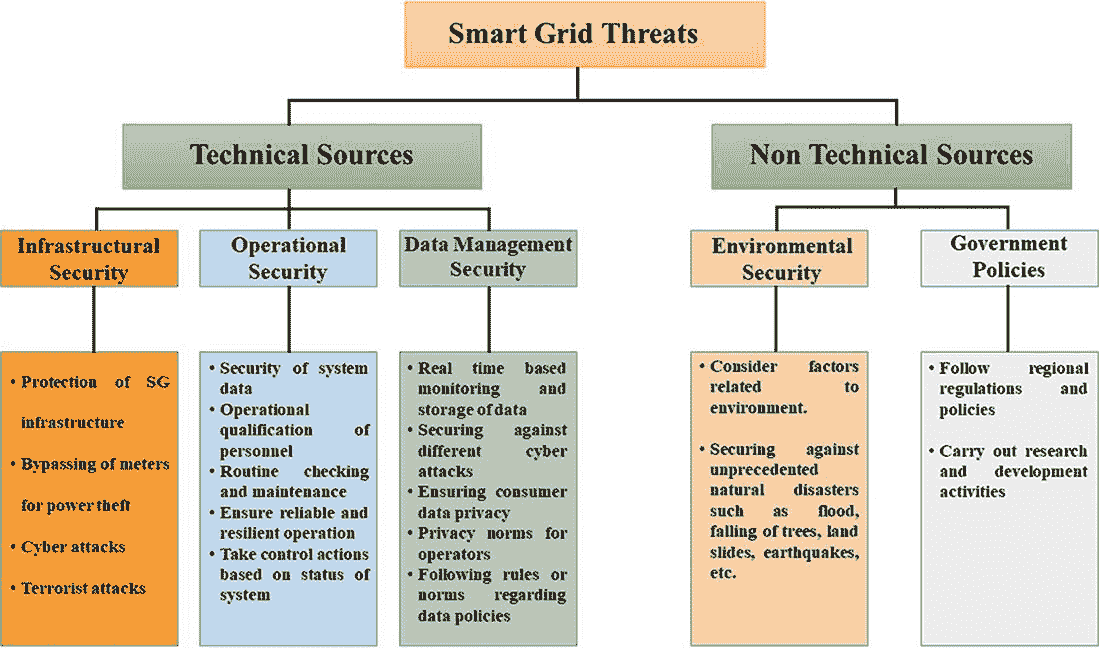 Smart Grid Threats
Technical Sources
Non Technical Sources
Infrastructural
Security
Operational
Security
Data Management
Security
Environmental
Security
Government
Policies
• Protection of SG
infrastructure
• Bypassing of meters
for power theft
• Cyber attacks
• Terrorist attacks
• Security of system
data
• Operational
qualification of
personnel
• Routine checking
and maintenance
• Ensure reliable and
resilient operation
• Take control actions
based on status of
system
• Real time based
monitoring and
storage of data
• Securing against
different cyber
attacks
• Ensuring consumer
data privacy
• Privacy norms for
operators
• Following rules or
norms regarding
data policies
• Consider factors
related to
environment.
• Securing against
unprecedented
natural disasters
such as flood,
falling of trees, land
slides, earthquakes,
etc.
• Follow regional
regulations and
policies
• Carry out research
and development
activities